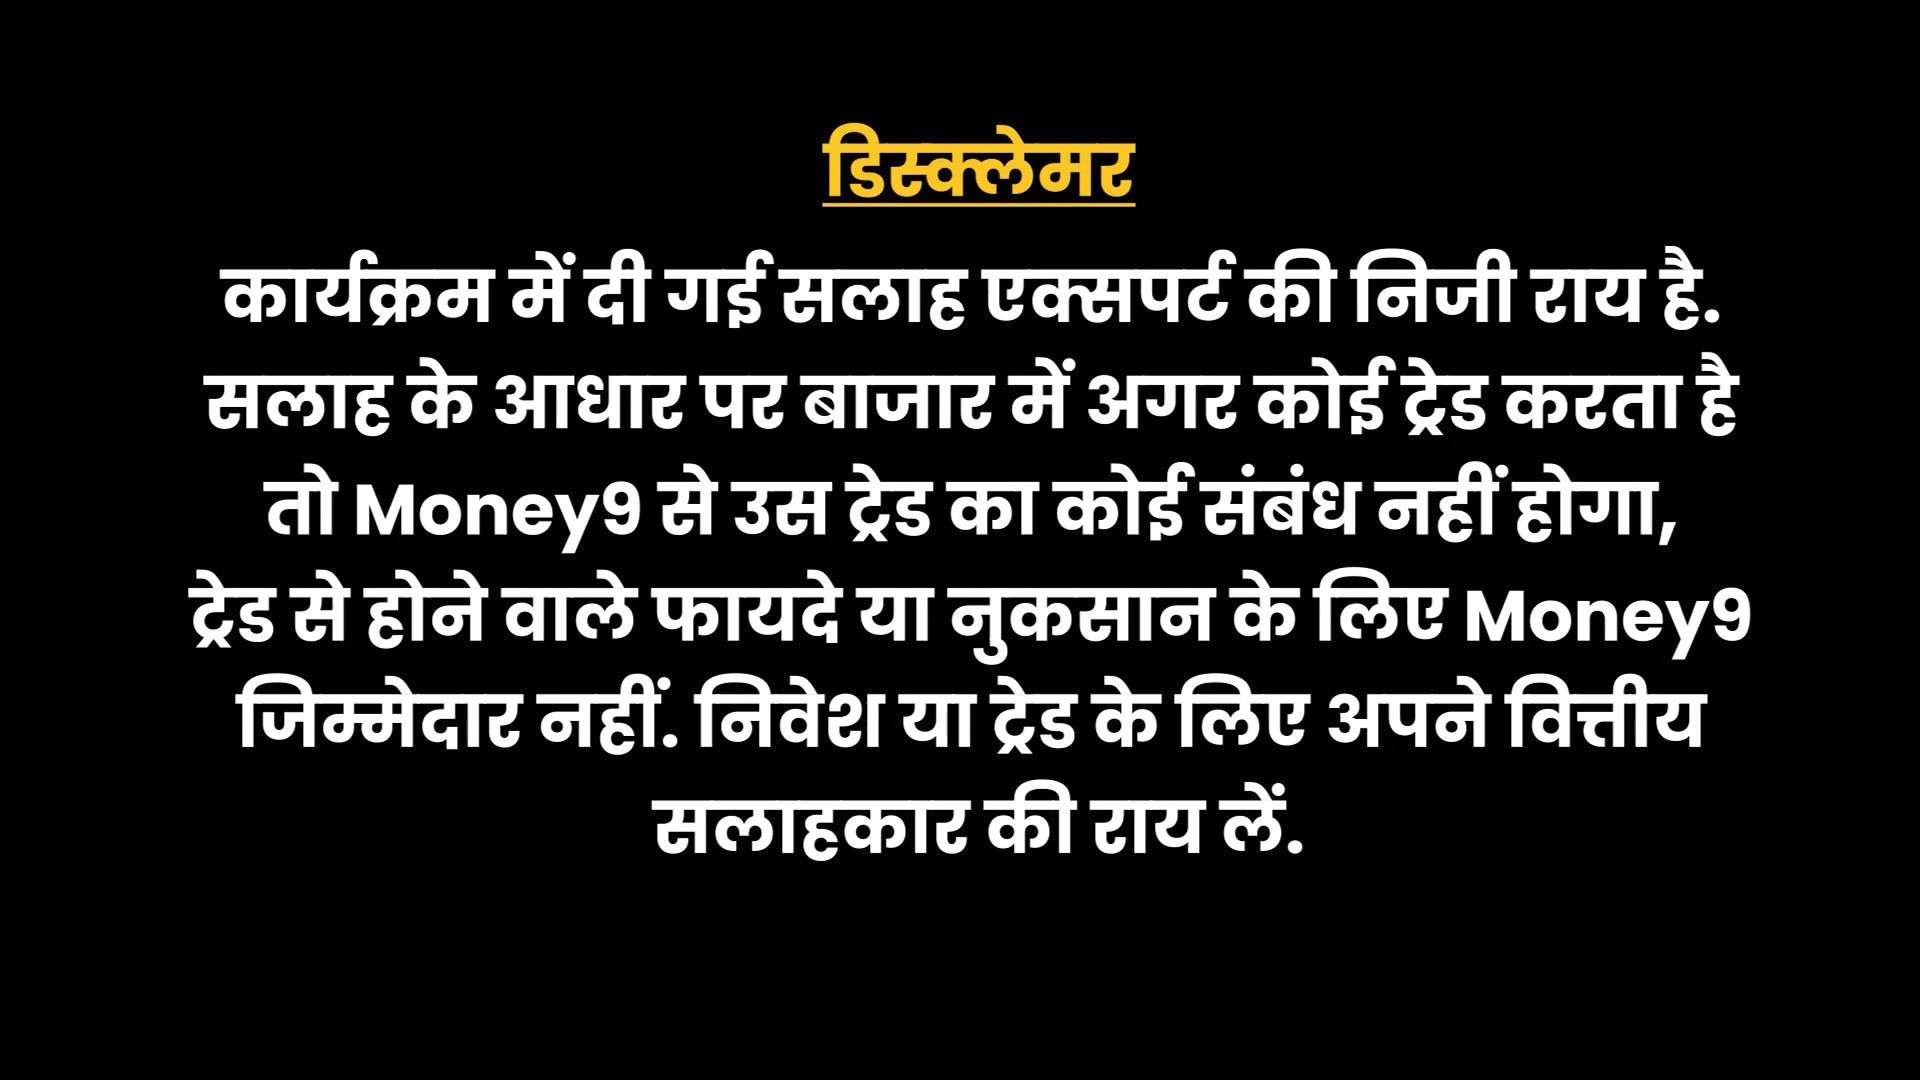 डिस्क्लेमर
कार्यक्रम में दी गई सलाह एक्सपर्ट की निजी राय है.
सलाह के आधार पर बाजार में अगर कोई ट्रेड करता है
तो Money9 से उस ट्रेड का कोई संबंध नहीं होगा,
ट्रेड से होने वाले फायदे या नुकसान के लिए Money9
जिम्मेदार नहीं. निवेश या ट्रेड के लिए अपने वित्तीय
सलाहकार की राय लें.